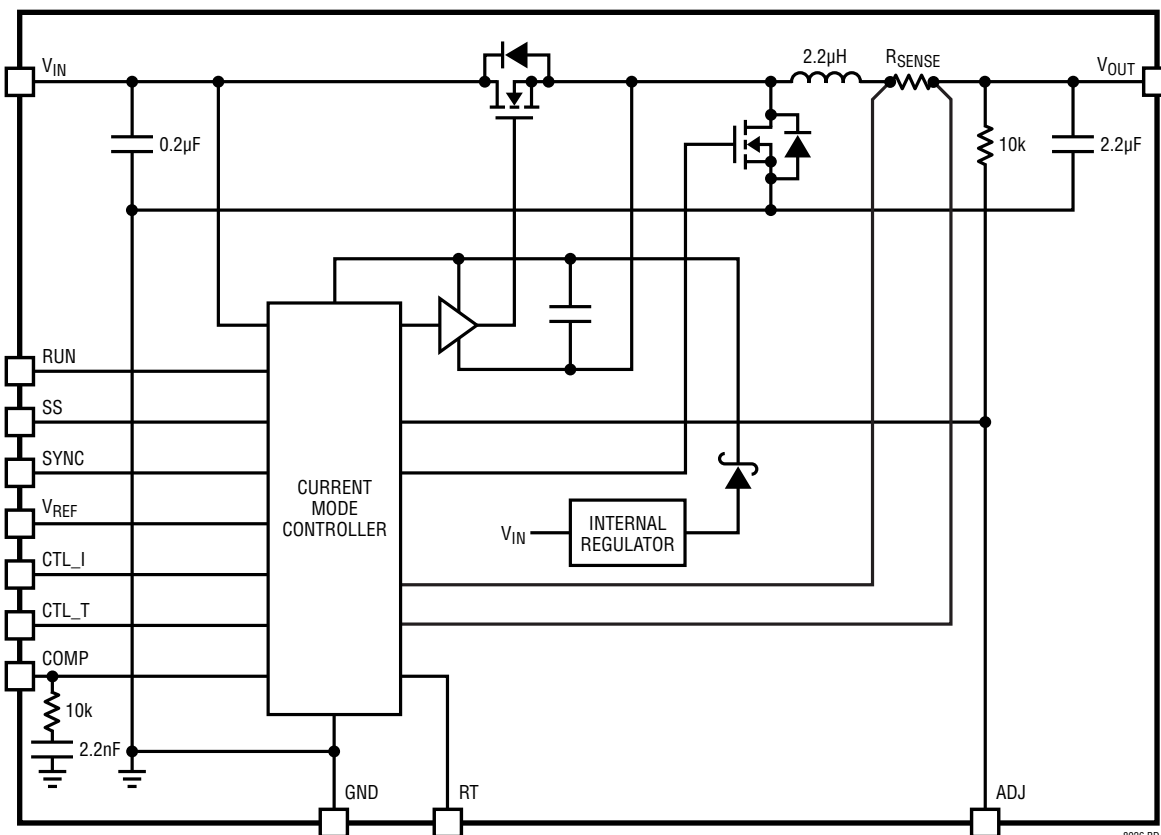 VIN
2.2µH
RSENSE
VOUT
0.2µF
10k
2.2µF
RUN
SS
SYNC
VREF
CTL_I
CTL_T
COMP
CURRENT
MODE
CONTROLLER
VIN
INTERNAL
REGULATOR
10k
2.2nF
GND
RT
ADJ